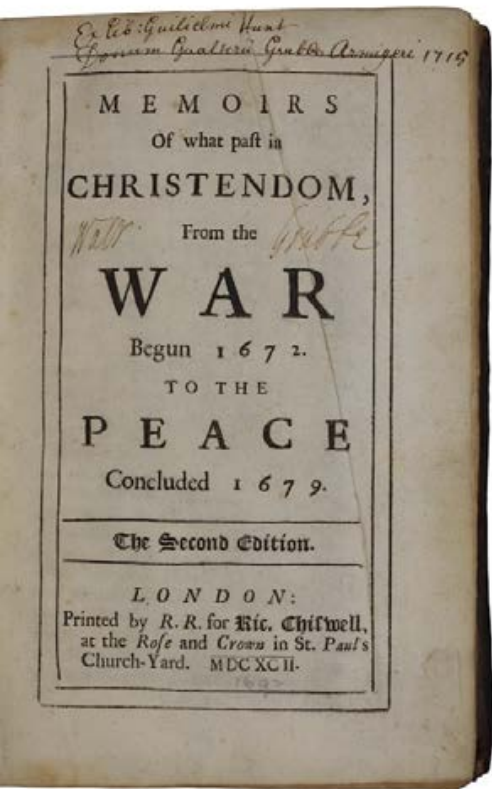 Ex Lib: Guilielmi Hunt
Donum Gualteri Grubbe Armigeri 1715
MEMOIRS
Of what paſt in
CHRISTENDOM,
Walt: Grubbe
From the
WAR
Begun 1672.
TO THE
PEACE
Concluded 1679.
The Second Edition.
LONDON:
Printed by R. R. for Ric. Chiſwell,
at the Roſe and Crown in St. Paul's
Church-Yard. MDCXCII.
1692